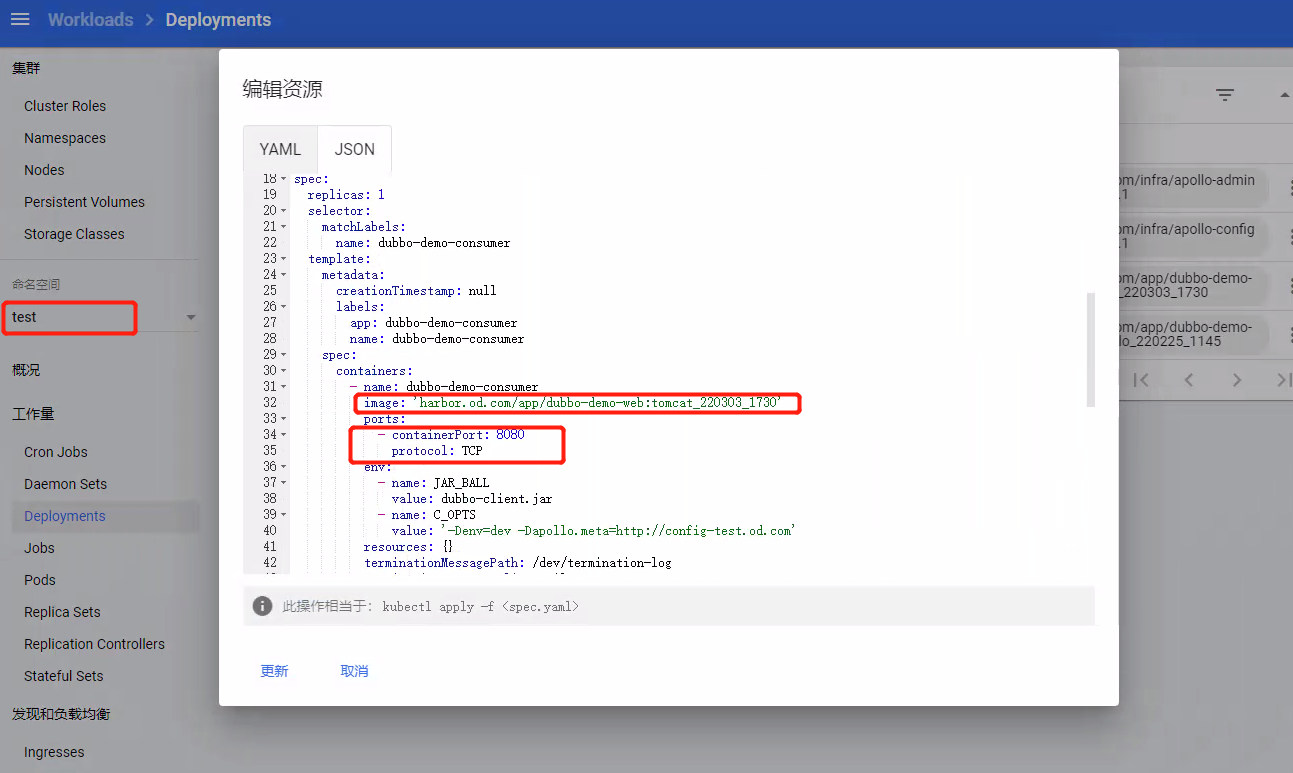 Workloads > Deployments
集群
Cluster Roles
Namespaces
Nodes
Persistent Volumes
Storage Classes
命名空间
test
概况
工作量
Cron Jobs
Daemon Sets
Deployments
Jobs
Pods
Replica Sets
Replication Controllers
Stateful Sets
发现和负载均衡
Ingresses
编辑资源
YAML JSON
18 spec:
19 replicas: 1
20 selector:
21 matchLabels:
22 name: dubbo-demo-consumer
23 template:
24 metadata:
25 creationTimestamp: null
26 labels:
27 app: dubbo-demo-consumer
28 name: dubbo-demo-consumer
29 spec:
30 containers:
31 - name: dubbo-demo-consumer
32 image: 'harbor.od.com/app/dubbo-demo-web:tomcat_220303_1730'
33 ports:
34 - containerPort: 8080
35 protocol: TCP
36 env:
37 - name: JAR_BALL
38 value: dubbo-client.jar
39 - name: C_OPTS
40 value: '-Denv=dev -Dapollo.meta=http://config-test.od.com'
41 resources: {}
42 terminationMessagePath: /dev/termination-log
此操作相当于: kubectl apply -f <spec.yaml>
更新 取消
om/infra/apollo-admin
.1
om/infra/apollo-config
.1
om/app/dubbo-demo-
_220303_1730
om/app/dubbo-demo-
lo_220225_1145